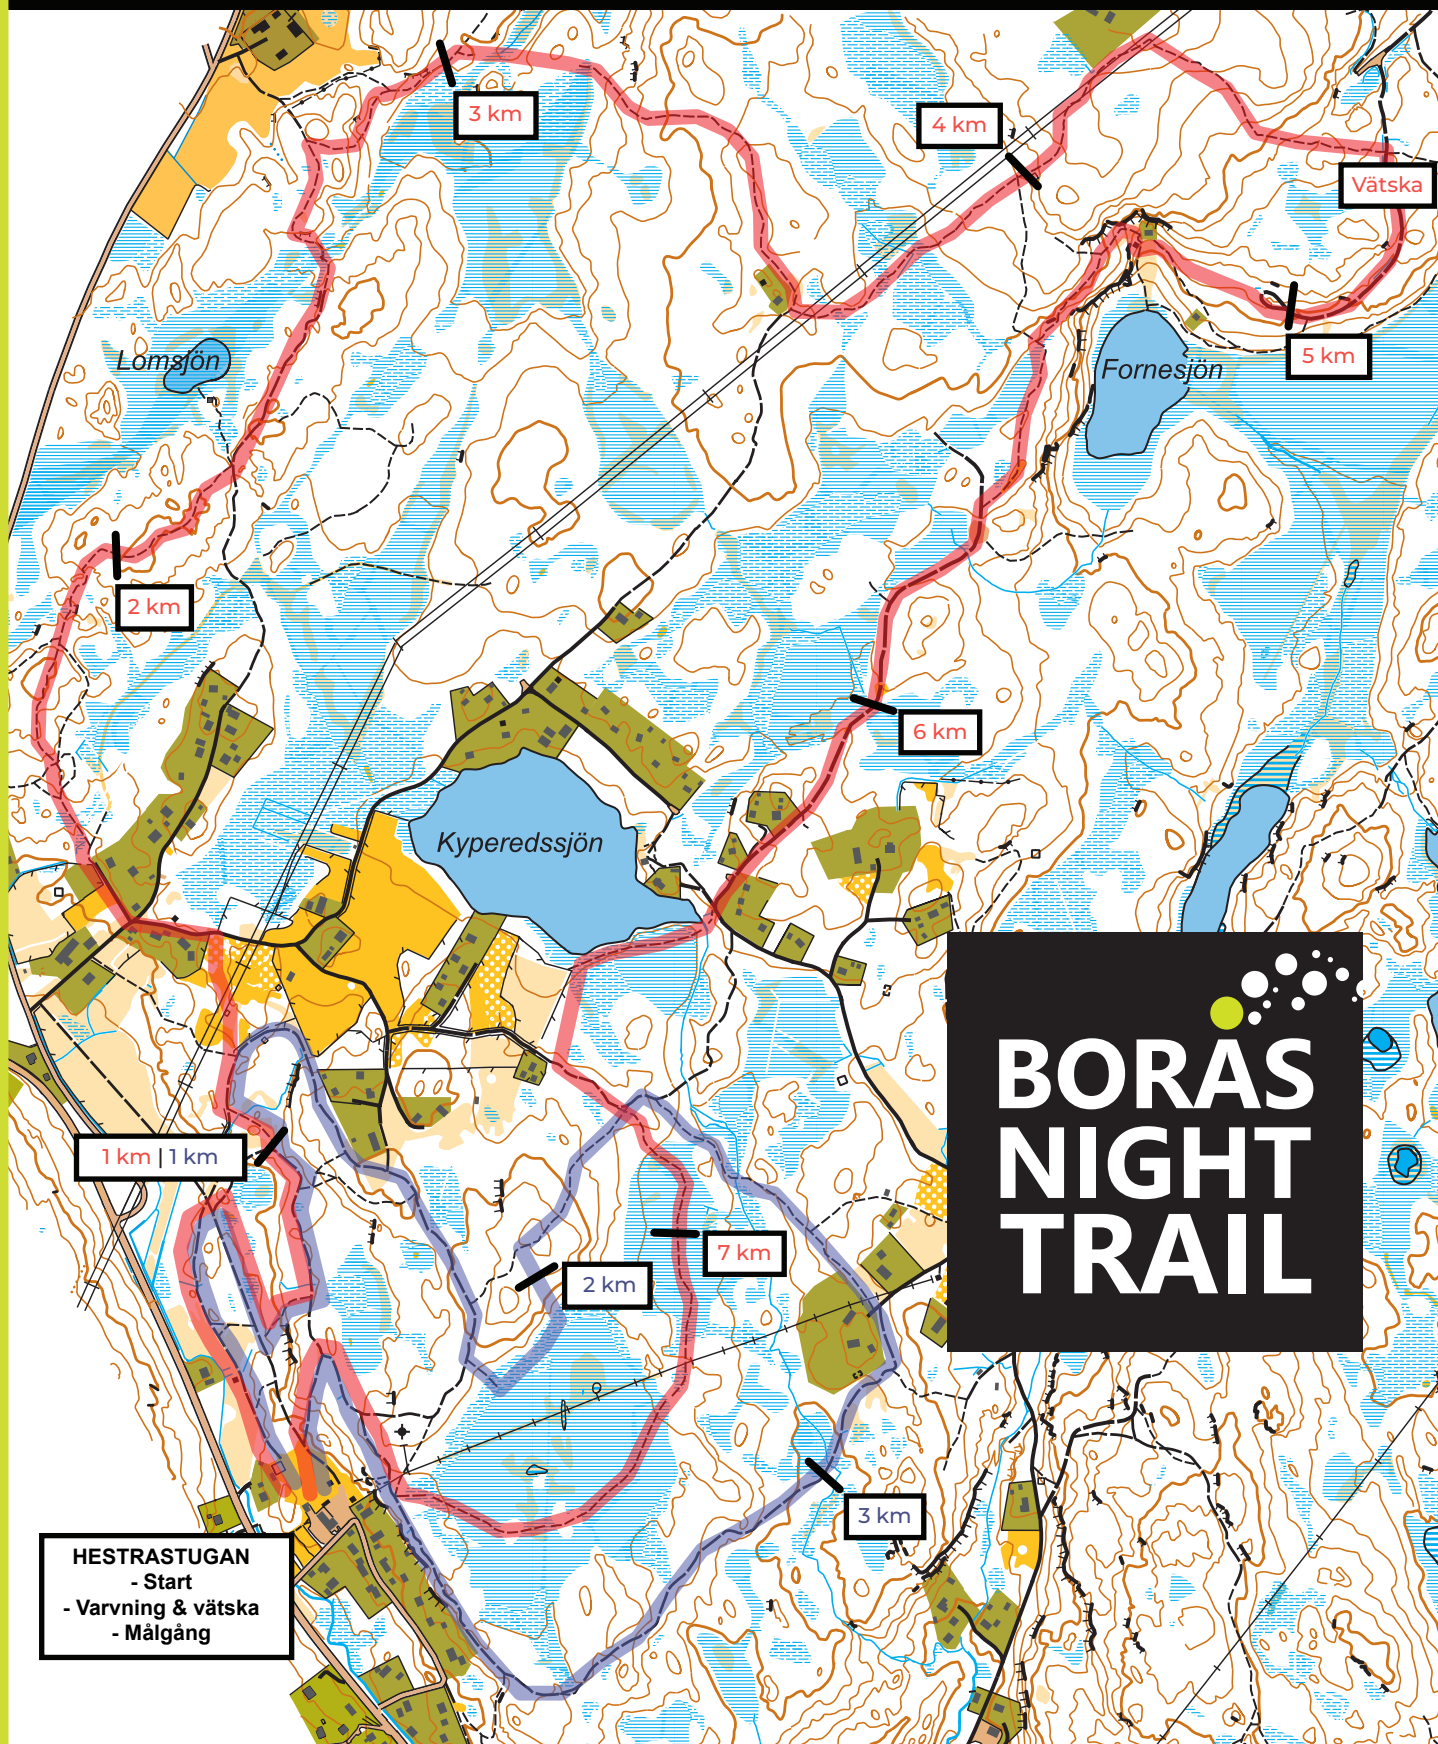 3 km
4 km
Vätska
5 km
Lomsjön
Fornesjön
2 km
6 km
Kyperedssjön
1 km | 1 km
7 km
2 km
3 km
BORÅS
NIGHT
TRAIL
HESTRASTUGAN
- Start
- Varvning & vätska
- Målgång